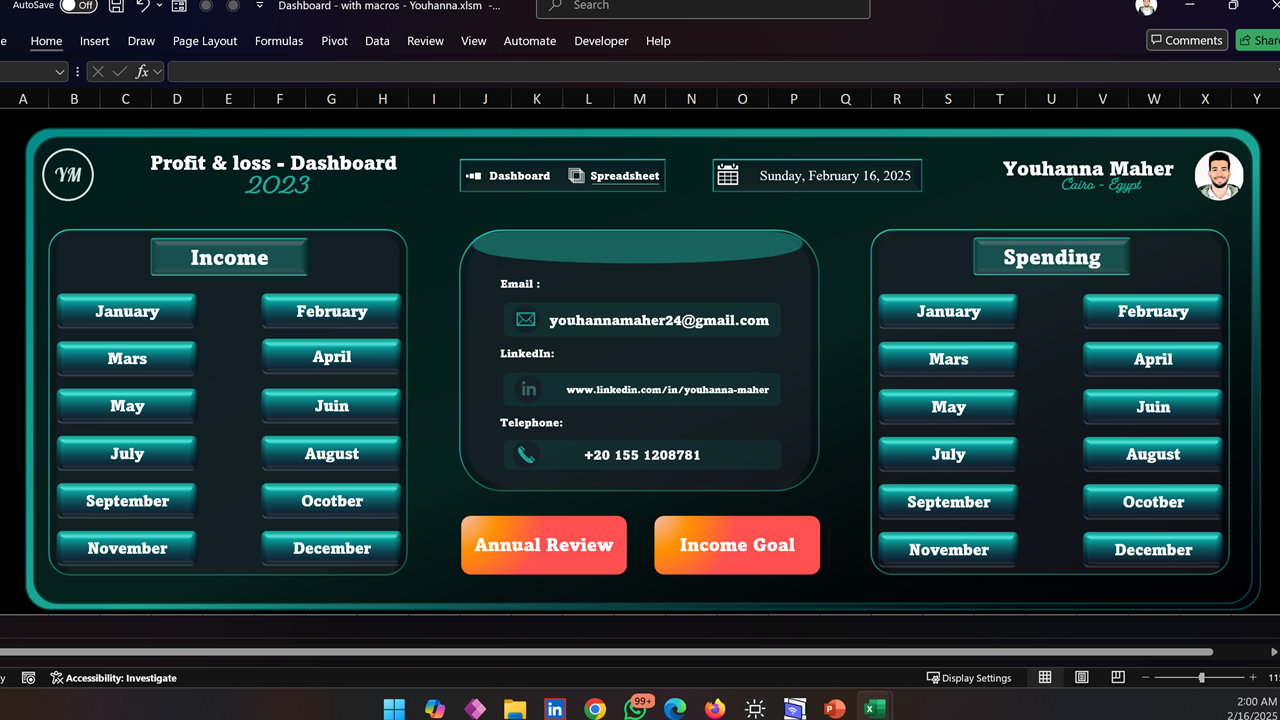 AutoSave Off Dashboard - with macros - Youhanna.xlsm -... Search
e Home Insert Draw Page Layout Formulas Pivot Data Review View Automate Developer Help Comments Shar
fx
A B C D E F G H I J K L M N O P Q R S T U V W X Y
YM
Profit & loss - Dashboard
2023
Dashboard Spreadsheet
Sunday, February 16, 2025
Youhanna Maher
Cairo - Egypt
Income
January February
Mars April
May Juin
July August
September Ocotber
November December
Email :
youhannamaher24@gmail.com
LinkedIn:
in www.linkedin.com/in/youhanna-maher
Telephone:
+20 155 1208781
Annual Review Income Goal
Spending
January February
Mars April
May Juin
July August
September Ocotber
November December
y Accessibility: Investigate Display Settings 11
in 99+ 2:00 AM
2/16/2025